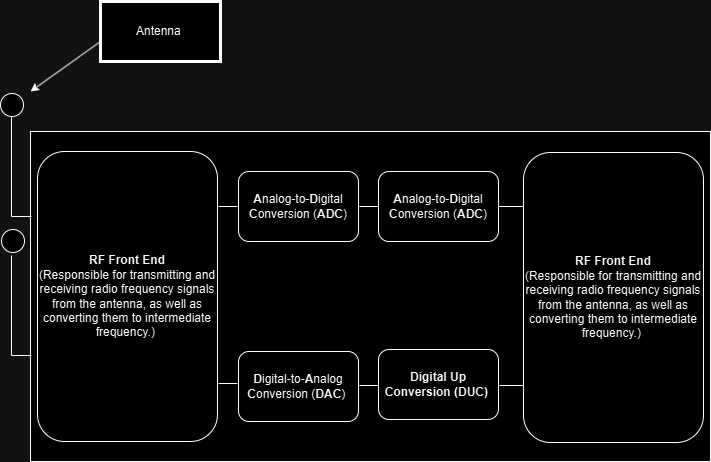 Antenna
Analog-to-Digital
Conversion (ADC)
Analog-to-Digital
Conversion (ADC)
RF Front End
(Responsible for transmitting and
receiving radio frequency signals
from the antenna, as well as
converting them to intermediate
frequency.)
RF Front End
(Responsible for transmitting and
receiving radio frequency signals
from the antenna, as well as
converting them to intermediate
frequency.)
Digital-to-Analog
Conversion (DAC)
Digital Up
Conversion (DUC)